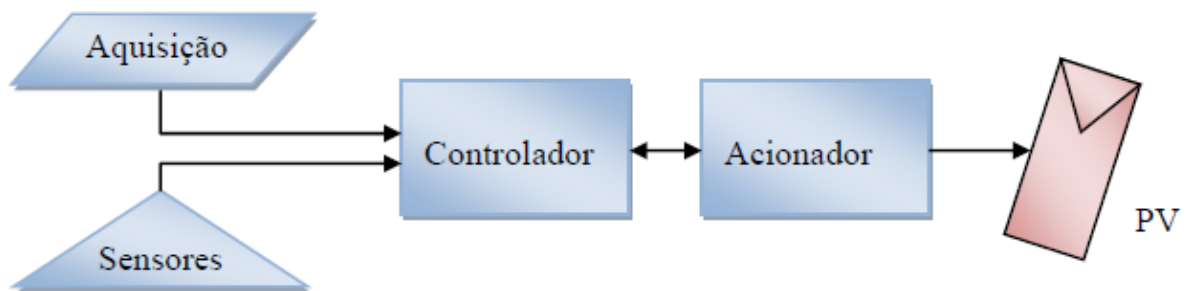 Aquisição
Controlador
Acionador
Sensores
PV